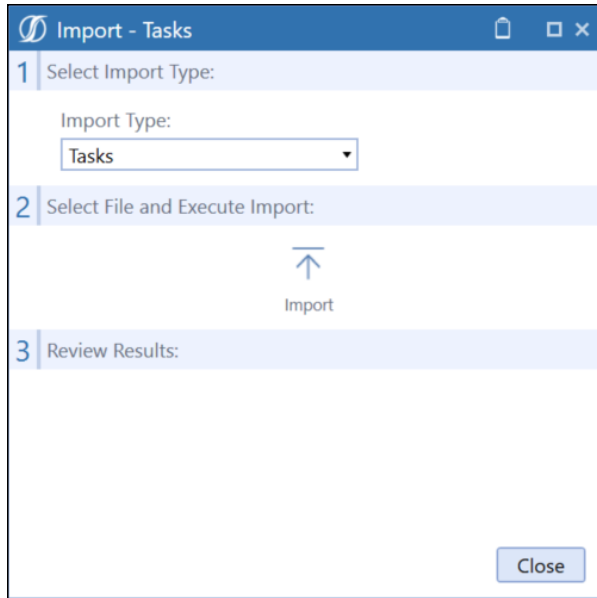 Import - Tasks
1 Select Import Type:
Import Type:
Tasks
2 Select File and Execute Import:
Import
3 Review Results:
Close